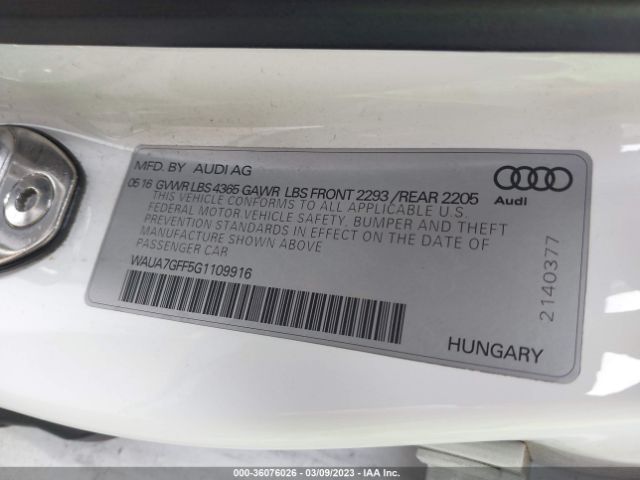 MFD. BY AUDI AG
0516 GVWR LBS 4365 GAWR LBS FRONT 2293 / REAR 2205
THIS VEHICLE CONFORMS TO ALL APPLICABLE U.S.
FEDERAL MOTOR VEHICLE SAFETY, BUMPER AND THEFT
PREVENTION STANDARDS IN EFFECT ON THE DATE OF
MANUFACTURE SHOWN ABOVE
PASSENGER CAR
WAUA7GFF5G1109916
Audi
2140377
HUNGARY
000-36076026 - 03/09/2023 - IAA Inc.